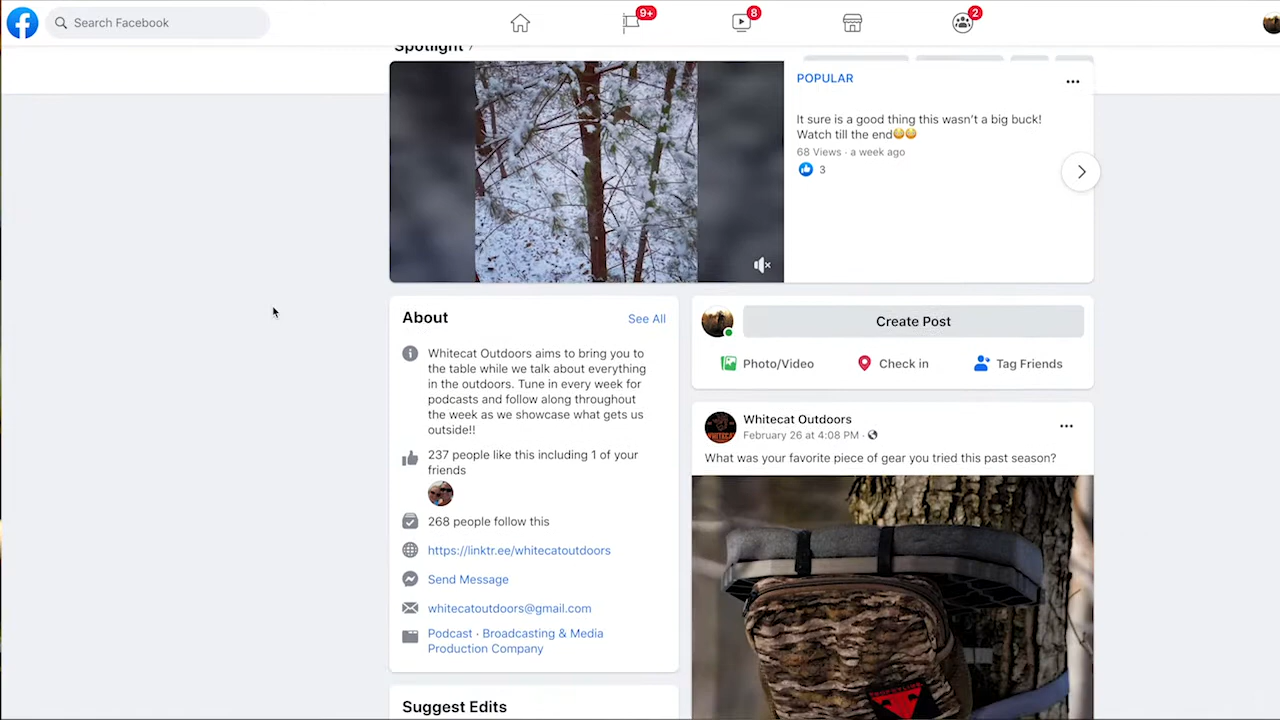 Search Facebook
9+
8
2
Spotlight
POPULAR
It sure is a good thing this wasn't a big buck!
Watch till the end😳😳
68 Views · a week ago
3
About
See All
Whitecat Outdoors aims to bring you to
the table while we talk about everything
in the outdoors. Tune in every week for
podcasts and follow along throughout
the week as we showcase what gets us
outside!!
237 people like this including 1 of your
friends
268 people follow this
https://linktr.ee/whitecatoutdoors
Send Message
whitecatoutdoors@gmail.com
Podcast · Broadcasting & Media
Production Company
Suggest Edits
Create Post
Photo/Video
Check in
Tag Friends
Whitecat Outdoors
February 26 at 4:08 PM ·
What was your favorite piece of gear you tried this past season?
WHITECAT